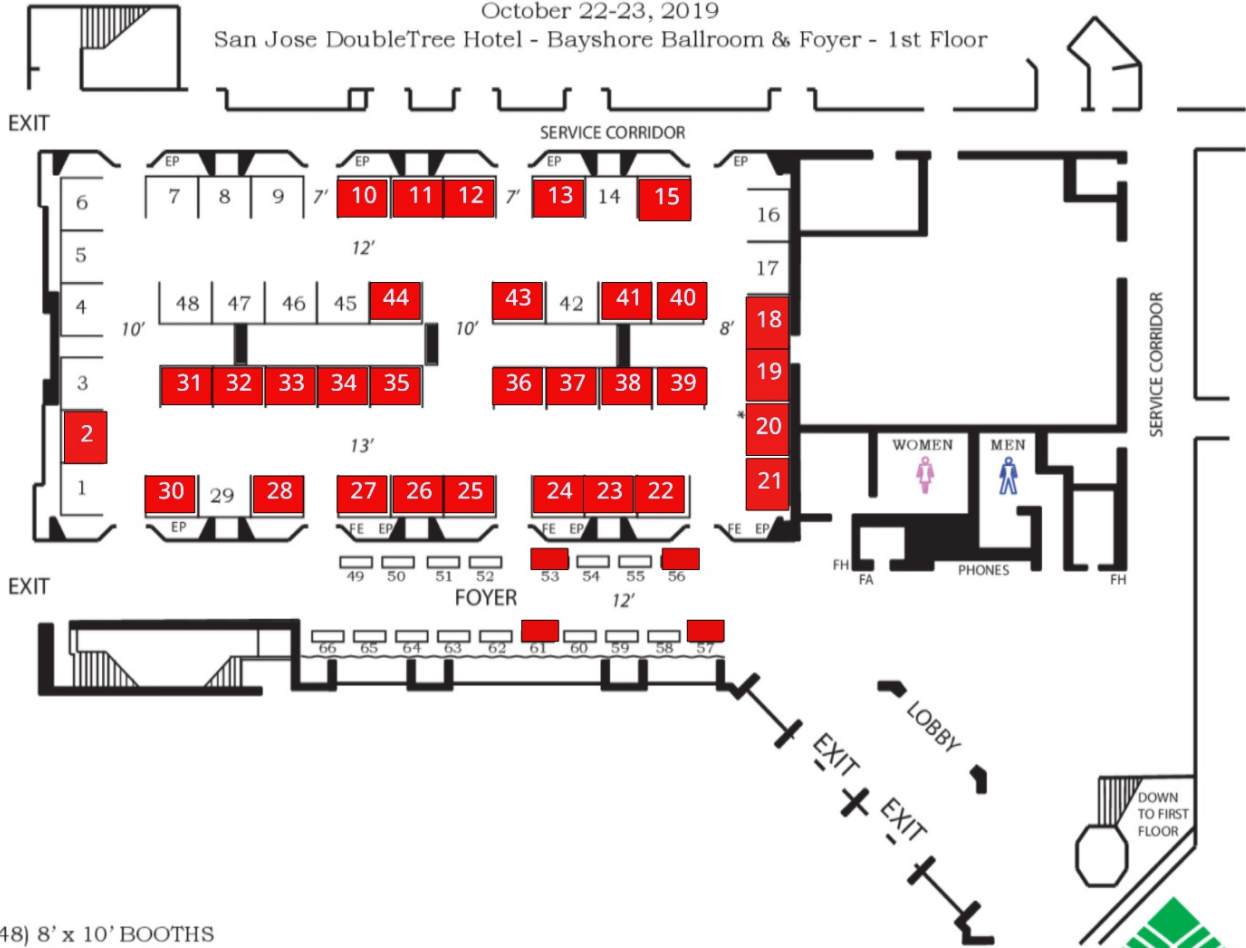 October 22-23, 2019
San Jose DoubleTree Hotel - Bayshore Ballroom & Foyer - 1st Floor
EXIT
SERVICE CORRIDOR
EP EP EP EP
6 7 8 9 7' 10 11 12 7' 13 14 15 16
5 12' 17
4 48 47 46 45 44 43 42 41 40 18
10' 10' 8'
SERVICE CORRIDOR
3 31 32 33 34 35 36 37 38 39 19
2 13' * 20
WOMEN MEN
1 30 29 28 27 26 25 24 23 22 21
EP FE EP FE EP FE EP
49 50 51 52 53 54 55 56
FH FA PHONES FH
EXIT
FOYER 12'
66 65 64 63 62 61 60 59 58 57
LOBBY
EXIT
EXIT
DOWN
TO FIRST
FLOOR
48) 8' x 10' BOOTHS